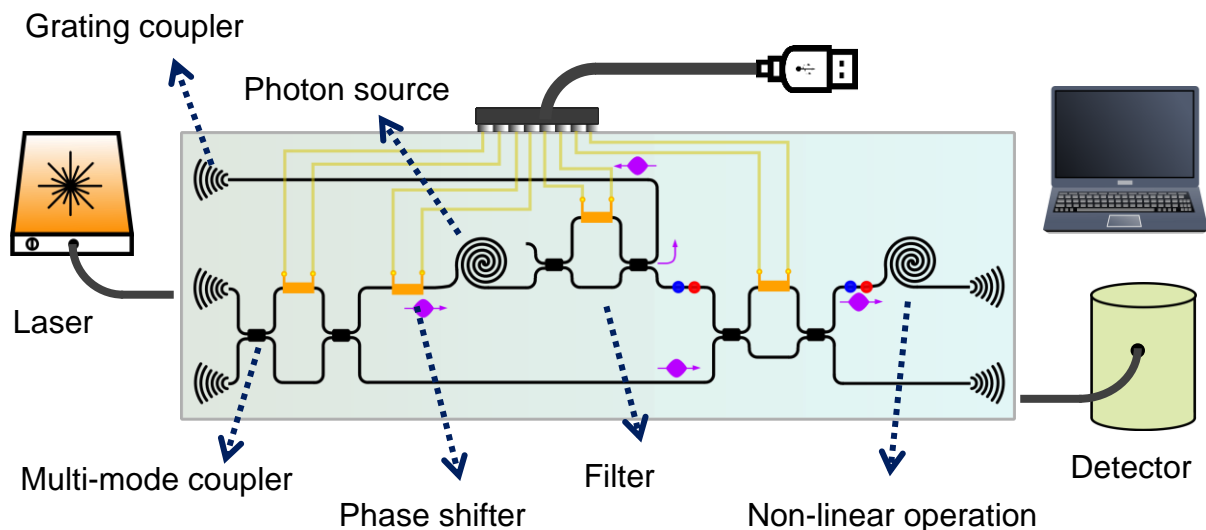 Grating coupler
Photon source
Laser
Multi-mode coupler
Phase shifter
Filter
Non-linear operation
Detector